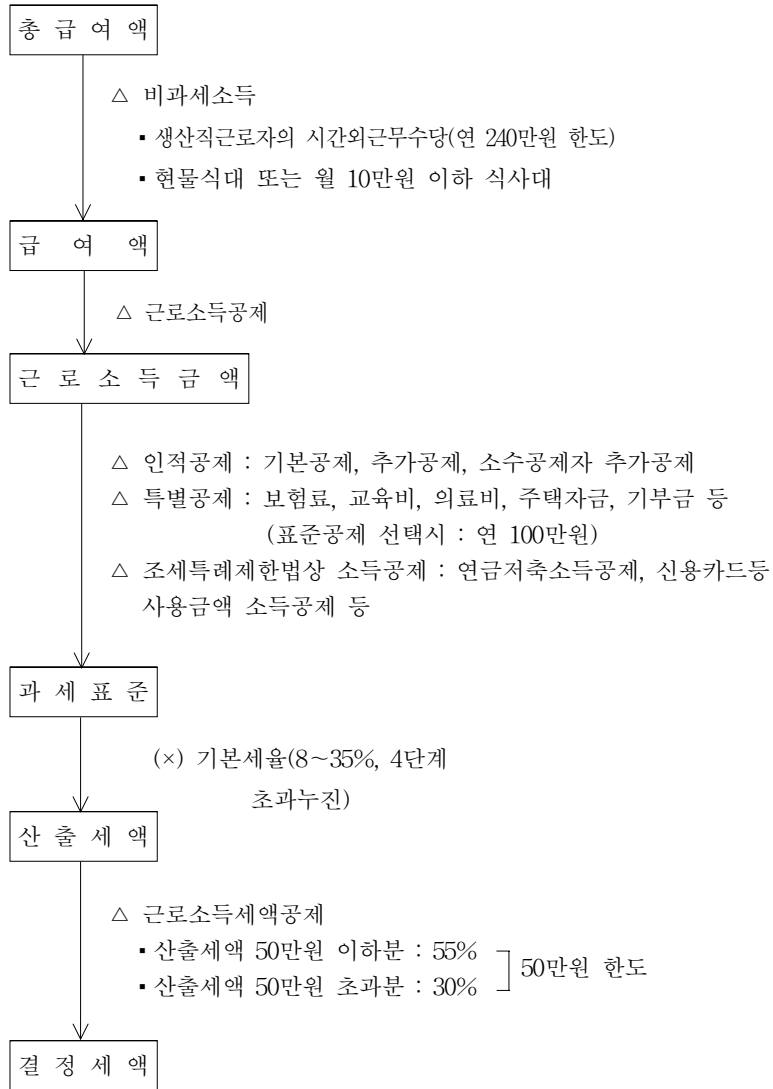 총 급 여 액
△ 비과세소득
▪ 생산직근로자의 시간외근무수당(연 240만원 한도)
▪ 현물식대 또는 월 10만원 이하 식사대
급 여 액
△ 근로소득공제
근 로 소 득 금 액
△ 인적공제 : 기본공제, 추가공제, 소수공제자 추가공제
△ 특별공제 : 보험료, 교육비, 의료비, 주택자금, 기부금 등
(표준공제 선택시 : 연 100만원)
△ 조세특례제한법상 소득공제 : 연금저축소득공제, 신용카드등
사용금액 소득공제 등
과 세 표 준
(×) 기본세율(8~35%, 4단계
초과누진)
산 출 세 액
△ 근로소득세액공제
▪ 산출세액 50만원 이하분 : 55%
▪ 산출세액 50만원 초과분 : 30%
50만원 한도
결 정 세 액